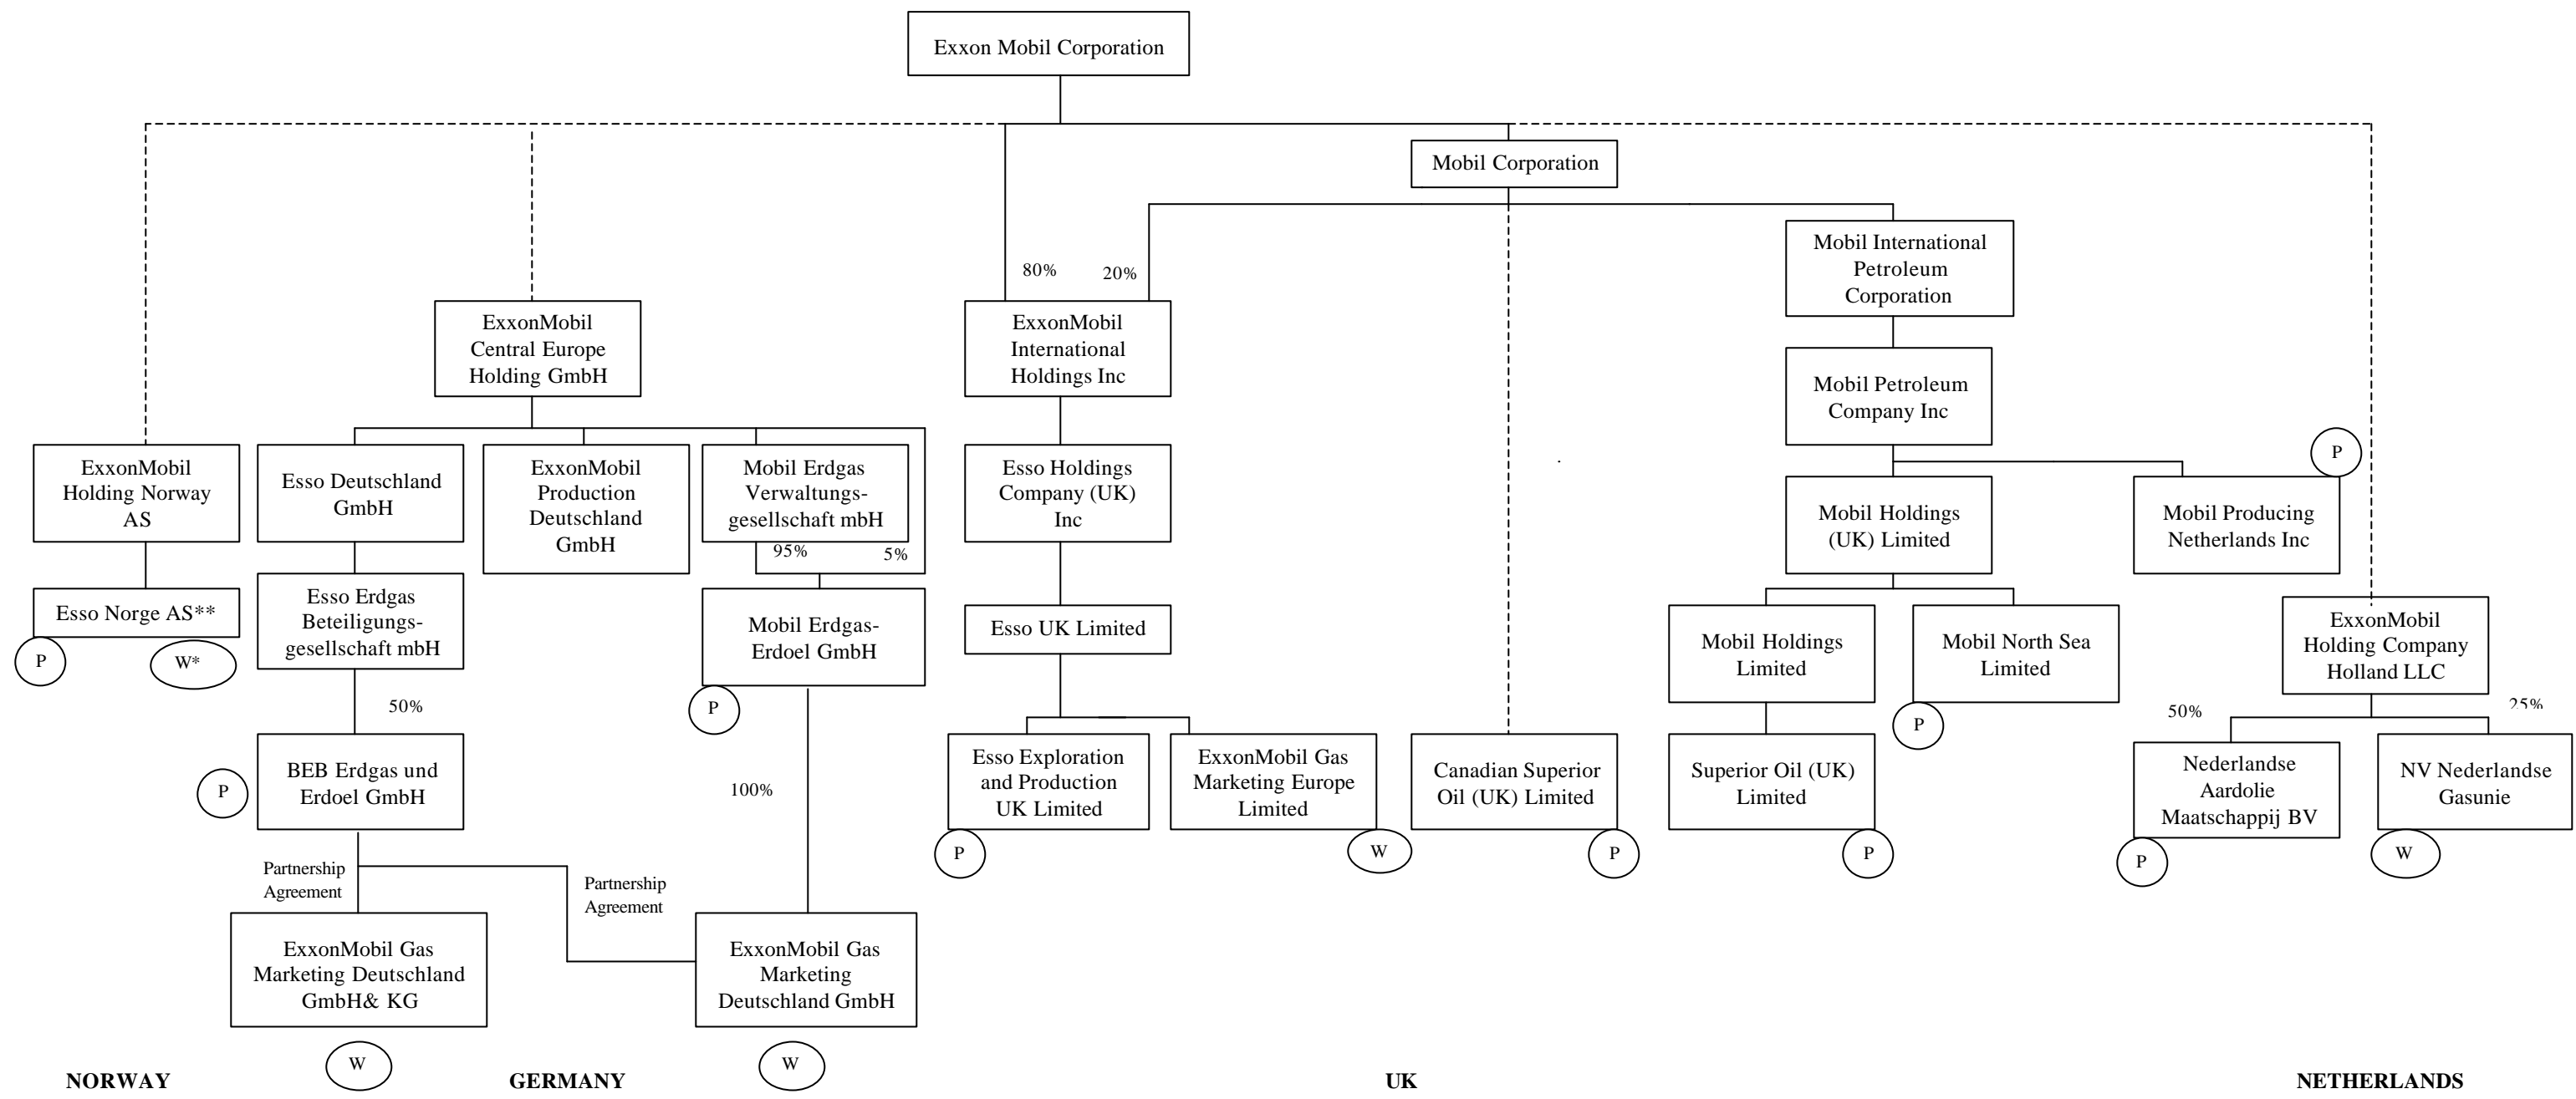 Exxon Mobil Corporation
Mobil Corporation
Mobil International
Petroleum
Corporation
80%
20%
ExxonMobil
Central Europe
Holding GmbH
ExxonMobil
International
Holdings Inc
Mobil Petroleum
Company Inc
P
ExxonMobil
Holding Norway
AS
Esso Deutschland
GmbH
ExxonMobil
Production
Deutschland
GmbH
Mobil Erdgas
Verwaltungs-
gesellschaft mbH
Esso Holdings
Company (UK)
Inc
Mobil Holdings
(UK) Limited
Mobil Producing
Netherlands Inc
95%
5%
Esso Norge AS**
P
W*
Esso Erdgas
Beteiligungs-
gesellschaft mbH
Mobil Erdgas-
Erdoel GmbH
P
Esso UK Limited
Mobil Holdings
Limited
Mobil North Sea
Limited
P
ExxonMobil
Holding Company
Holland LLC
50%
50%
25%
P
BEB Erdgas und
Erdoel GmbH
100%
Esso Exploration
and Production
UK Limited
P
ExxonMobil Gas
Marketing Europe
Limited
W
Canadian Superior
Oil (UK) Limited
P
Superior Oil (UK)
Limited
P
Nederlandse
Aardolie
Maatschappij BV
P
NV Nederlandse
Gasunie
W
Partnership
Agreement
Partnership
Agreement
ExxonMobil Gas
Marketing Deutschland
GmbH& KG
W
ExxonMobil Gas
Marketing
Deutschland GmbH
W
NORWAY
GERMANY
UK
NETHERLANDS